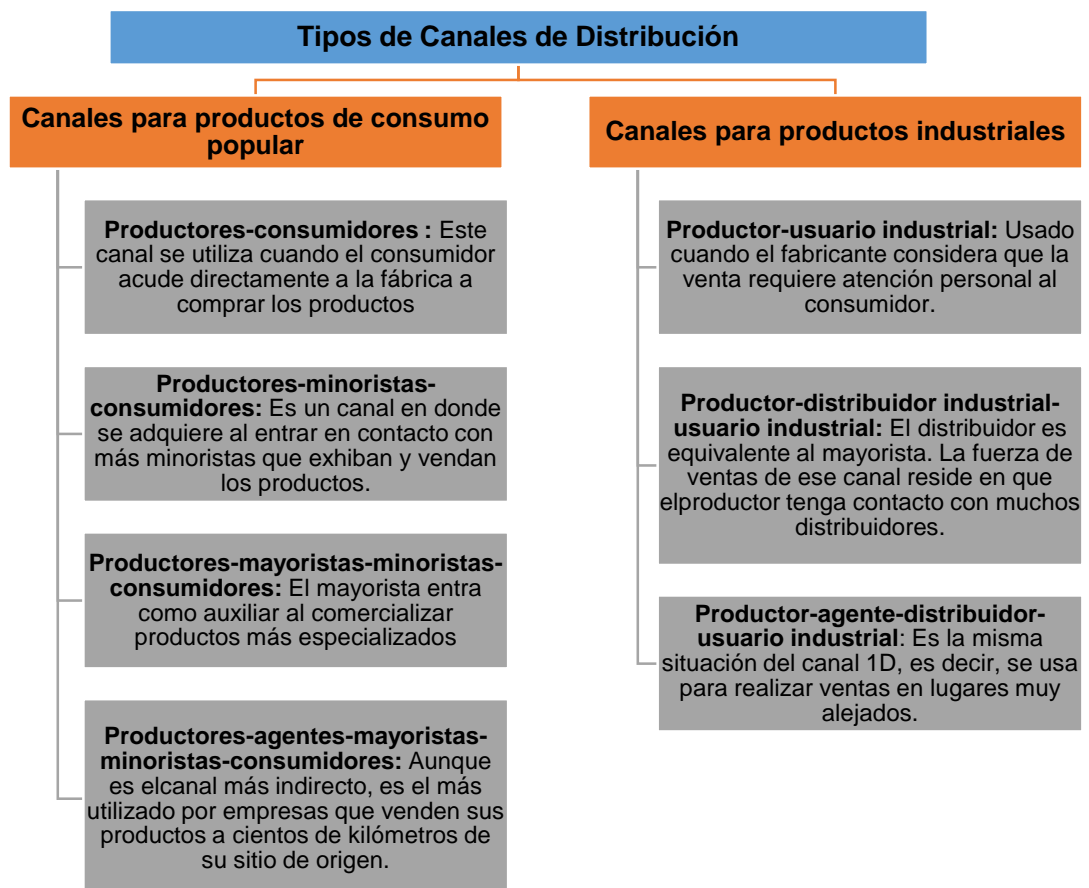 Tipos de Canales de Distribución
Canales para productos de consumo
popular
Productores-consumidores : Este
canal se utiliza cuando el consumidor
acude directamente a la fábrica a
comprar los productos
Productores-minoristas-
consumidores: Es un canal en donde
se adquiere al entrar en contacto con
más minoristas que exhiban y vendan
los productos.
Productores-mayoristas-minoristas-
consumidores: El mayorista entra
como auxiliar al comercializar
productos más especializados
Productores-agentes-mayoristas-
minoristas-consumidores: Aunque
es elcanal más indirecto, es el más
utilizado por empresas que venden sus
productos a cientos de kilómetros de
su sitio de origen.
Canales para productos industriales
Productor-usuario industrial: Usado
cuando el fabricante considera que la
venta requiere atención personal al
consumidor.
Productor-distribuidor industrial-
usuario industrial: El distribuidor es
equivalente al mayorista. La fuerza de
ventas de ese canal reside en que
elproductor tenga contacto con muchos
distribuidores.
Productor-agente-distribuidor-
usuario industrial: Es la misma
situación del canal 1D, es decir, se usa
para realizar ventas en lugares muy
alejados.